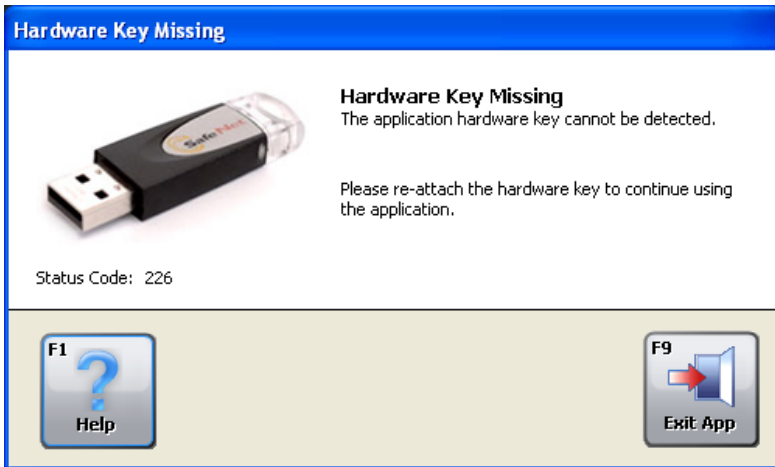 Hardware Key Missing
SafeNet
Hardware Key Missing
The application hardware key cannot be detected.
Please re-attach the hardware key to continue using
the application.
Status Code: 226
F1
Help
F9
Exit App